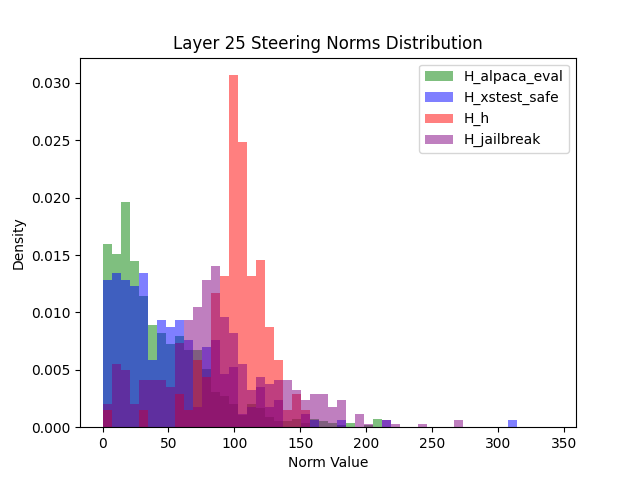 Layer 25 Steering Norms Distribution
H_alpaca_eval
H_xstest_safe
H_h
H_jailbreak
0.030
0.025
0.020
0.015
0.010
0.005
0.000
Density
0 50 100 150 200 250 300 350
Norm Value